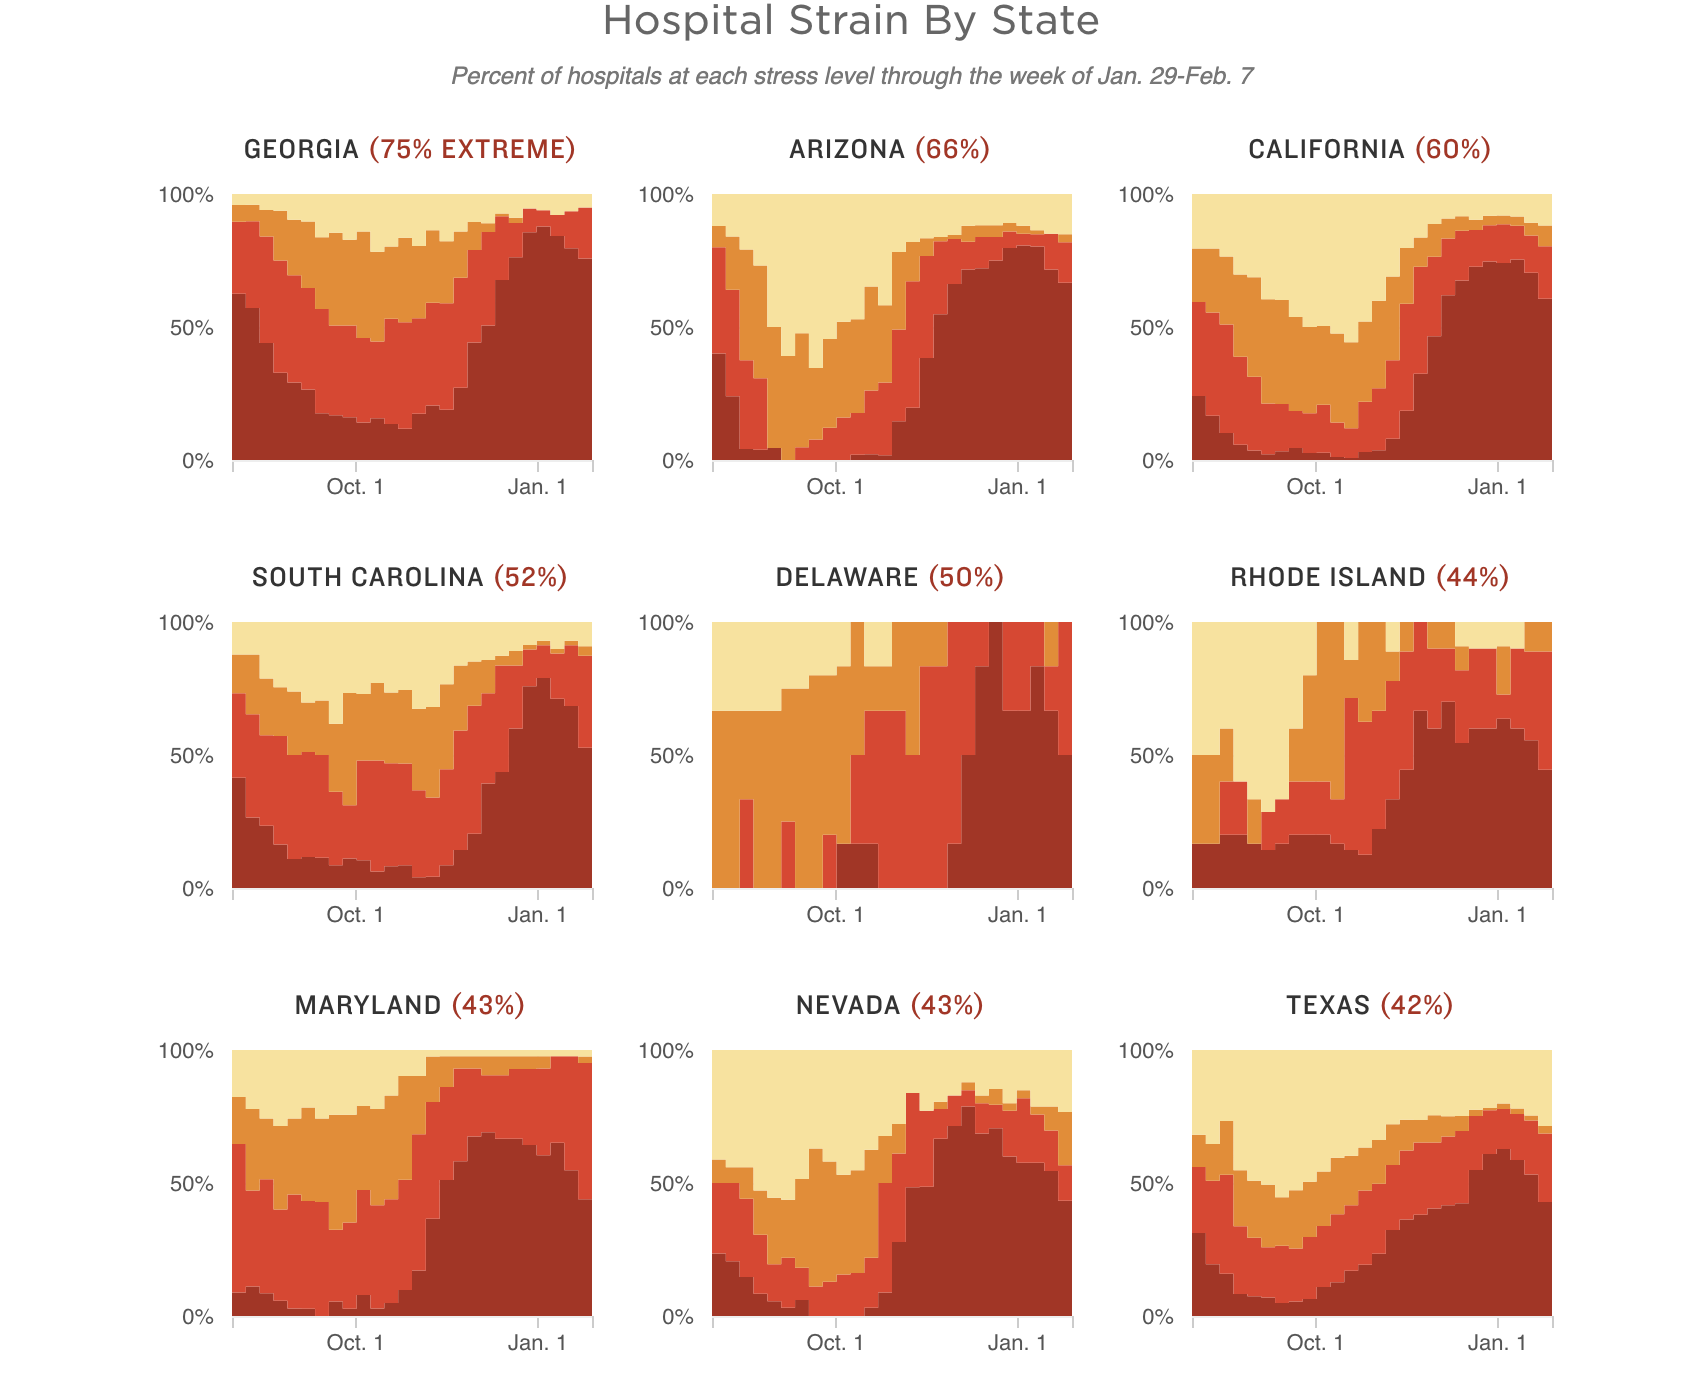 Hospital Strain By State
Percent of hospitals at each stress level through the week of Jan. 29-Feb. 7
GEORGIA (75% EXTREME)
100%
50%
0%
Oct. 1
Jan. 1
ARIZONA (66%)
100%
50%
0%
Oct. 1
Jan. 1
CALIFORNIA (60%)
100%
50%
0%
Oct. 1
Jan. 1
SOUTH CAROLINA (52%)
100%
50%
0%
Oct. 1
Jan. 1
DELAWARE (50%)
100%
50%
0%
Oct. 1
Jan. 1
RHODE ISLAND (44%)
100%
50%
0%
Oct. 1
Jan. 1
MARYLAND (43%)
100%
50%
0%
Oct. 1
Jan. 1
NEVADA (43%)
100%
50%
0%
Oct. 1
Jan. 1
TEXAS (42%)
100%
50%
0%
Oct. 1
Jan. 1